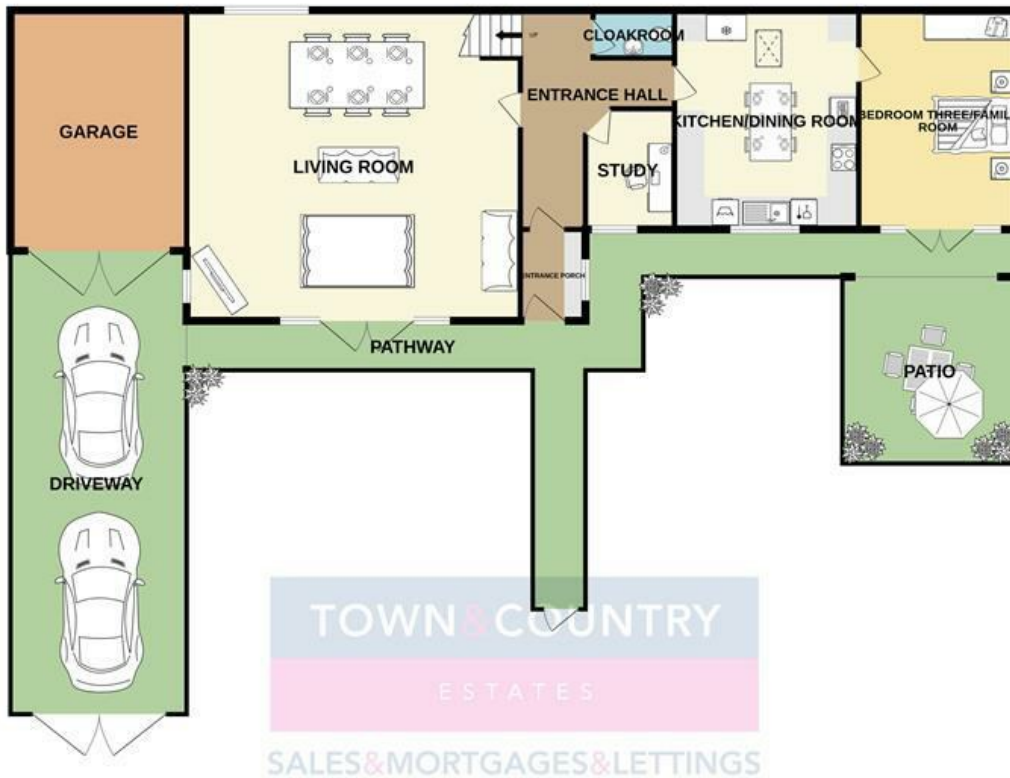 CLOAKROOM
UP
ENTRANCE HALL
GARAGE
KITCHEN/DINING ROOM
BEDROOM THREE/FAMIL
ROOM
LIVING ROOM
STUDY
ENTRANCE PORCH
PATHWAY
PATIO
DRIVEWAY
TOWN&COUNTRY
ESTATES
SALES&MORTGAGES&LETTINGS